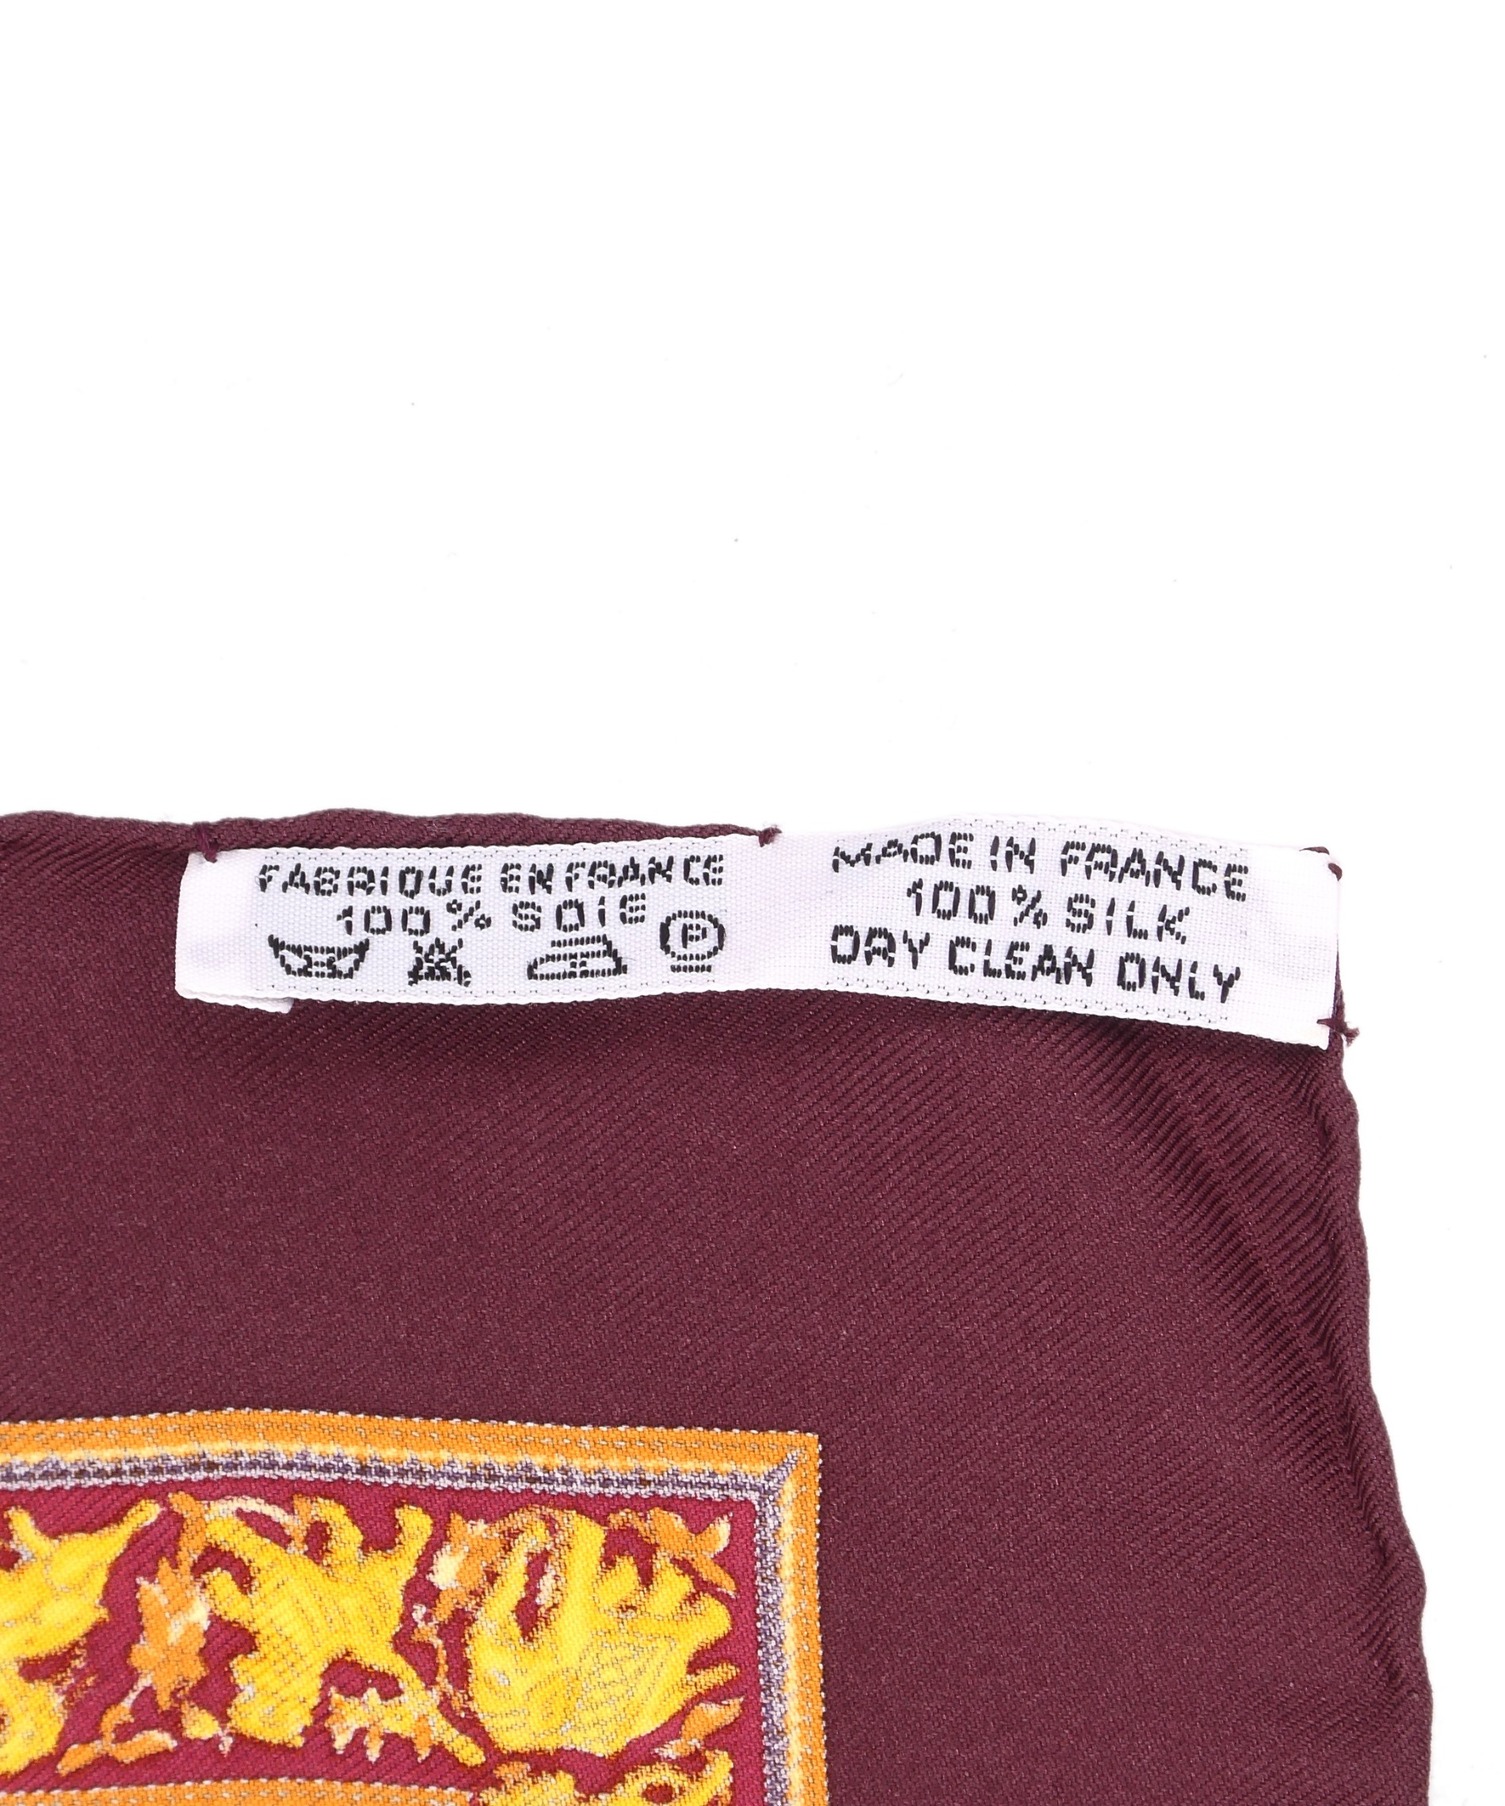 FABRIQUE EN FRANCE
100 % SOIE
P
MADE IN FRANCE
100 % SILK
DRY CLEAN ONLY